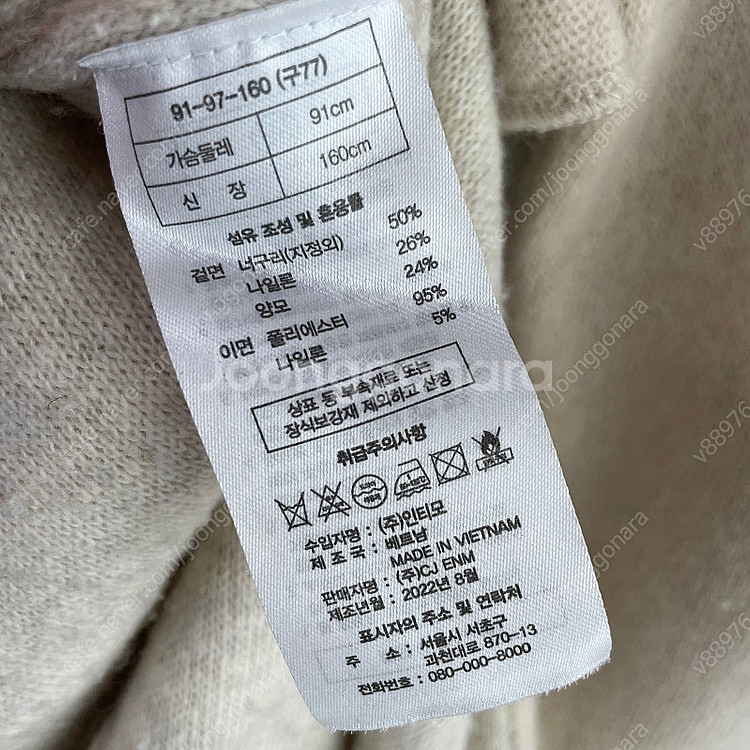 91-97-160 (구77)
가슴둘레 91cm
신 장 160cm
섬유 조성 및 혼용률
겉면 너구리(지정외) 50%
나일론 26%
양모 24%
이면 폴리에스터 95%
나일론 5%
상표 등 부속재료 또는
장식보강재 제외하고 산정
취급주의사항
수입자명 : (주)인티모
제 조 국 : 베트남
MADE IN VIETNAM
판매자명 : (주)CJ ENM
제조년월 : 2022년 8월
표시자의 주소 및 연락처
주 소 : 서울시 서초구
과천대로 870-13
전화번호 : 080-000-8000
Joonggonara
cafe.naver.com/joonggonara